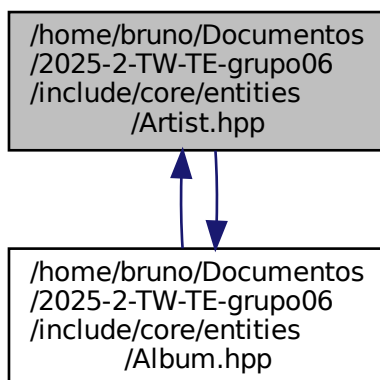 /home/bruno/Documentos
/2025-2-TW-TE-grupo06
/include/core/entities
/Artist.hpp
/home/bruno/Documentos
/2025-2-TW-TE-grupo06
/include/core/entities
/Album.hpp